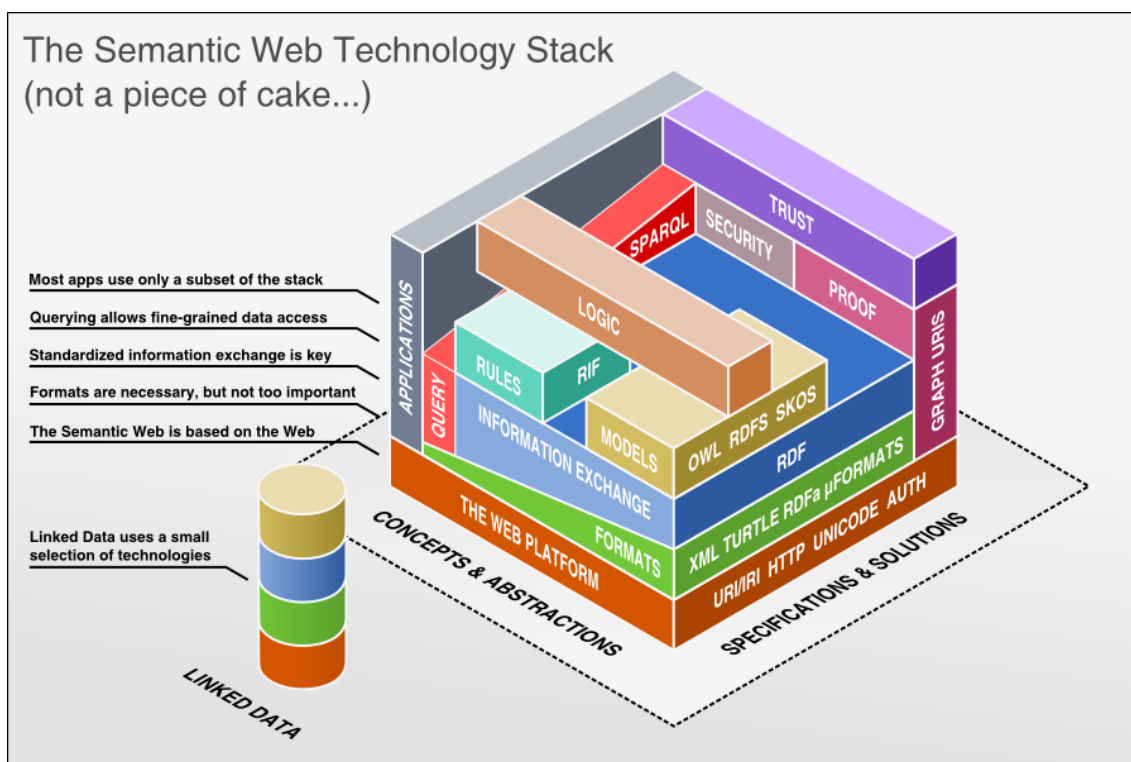 The Semantic Web Technology Stack
(not a piece of cake...)
Most apps use only a subset of the stack
Querying allows fine-grained data access
Standardized information exchange is key
Formats are necessary, but not too important
The Semantic Web is based on the Web
Linked Data uses a small
selection of technologies
LINKED DATA
APPLICATIONS
TRUST
SPARQL
SECURITY
PROOF
LOGIC
RULES
RIF
GRAPH URIS
QUERY
INFORMATION EXCHANGE
MODELS
OWL RDFS SKOS
RDF
FORMATS
XML TURTLE RDFa µFORMATS
THE WEB PLATFORM
URI/IRI HTTP UNICODE AUTH
CONCEPTS & ABSTRACTIONS
SPECIFICATIONS & SOLUTIONS